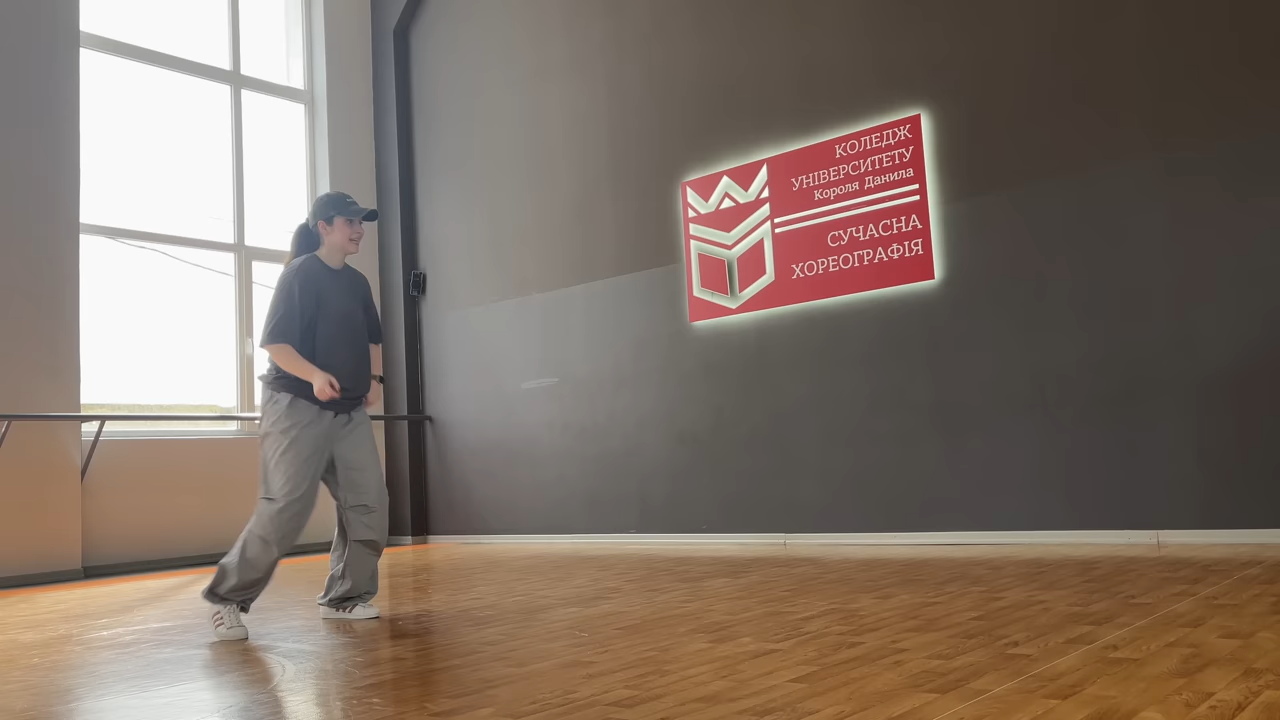 КОЛЕДЖ
УНІВЕРСИТЕТУ
Короля Данила
СУЧАСНА
ХОРЕОГРАФІЯ